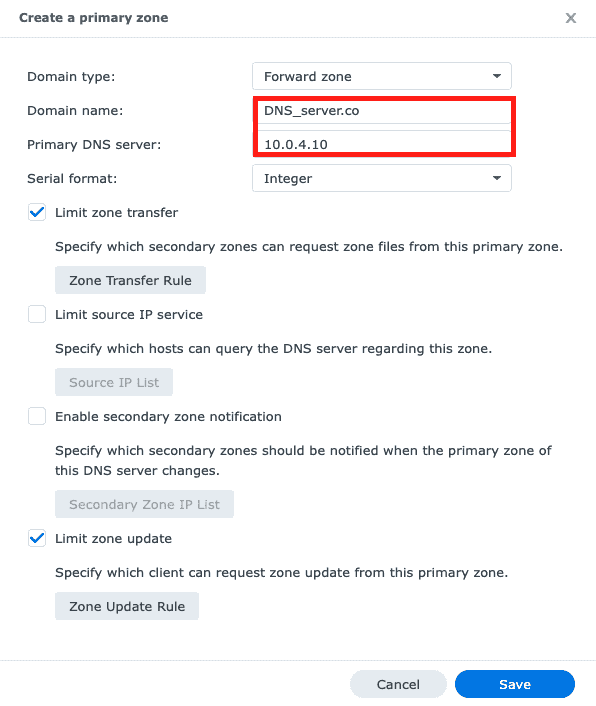 Create a primary zone
Domain type: Forward zone
Domain name: DNS_server.co
Primary DNS server: 10.0.4.10
Serial format: Integer
Limit zone transfer
Specify which secondary zones can request zone files from this primary zone.
Zone Transfer Rule
Limit source IP service
Specify which hosts can query the DNS server regarding this zone.
Source IP List
Enable secondary zone notification
Specify which secondary zones should be notified when the primary zone of
this DNS server changes.
Secondary Zone IP List
Limit zone update
Specify which client can request zone update from this primary zone.
Zone Update Rule
Cancel Save